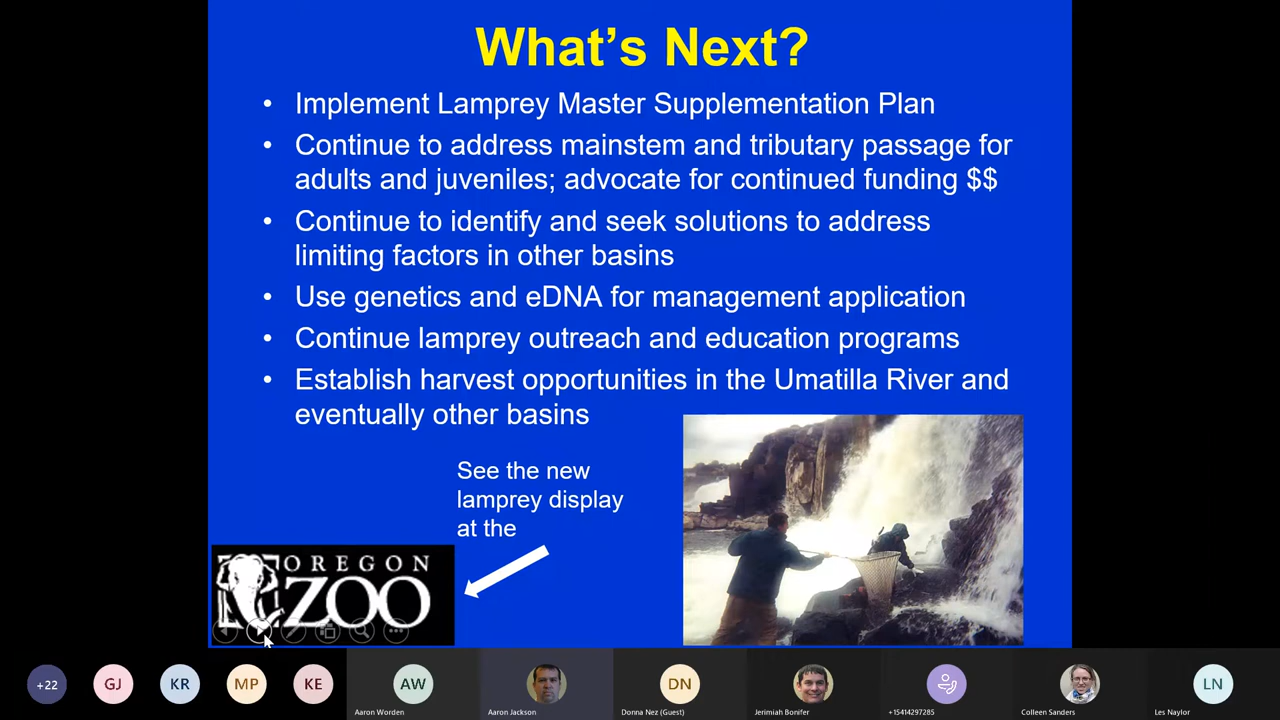 What's Next?
• Implement Lamprey Master Supplementation Plan
• Continue to address mainstem and tributary passage for
adults and juveniles; advocate for continued funding $$
• Continue to identify and seek solutions to address
limiting factors in other basins
• Use genetics and eDNA for management application
• Continue lamprey outreach and education programs
• Establish harvest opportunities in the Umatilla River and
eventually other basins
See the new
lamprey display
at the
OREGON
ZOO
+22
GJ
KR
MP
KE
AW
DN
LN
Aaron Worden
Aaron Jackson
Donna Nez (Guest)
Jerimiah Bonifer
+15414297285
Colleen Sanders
Les Naylor